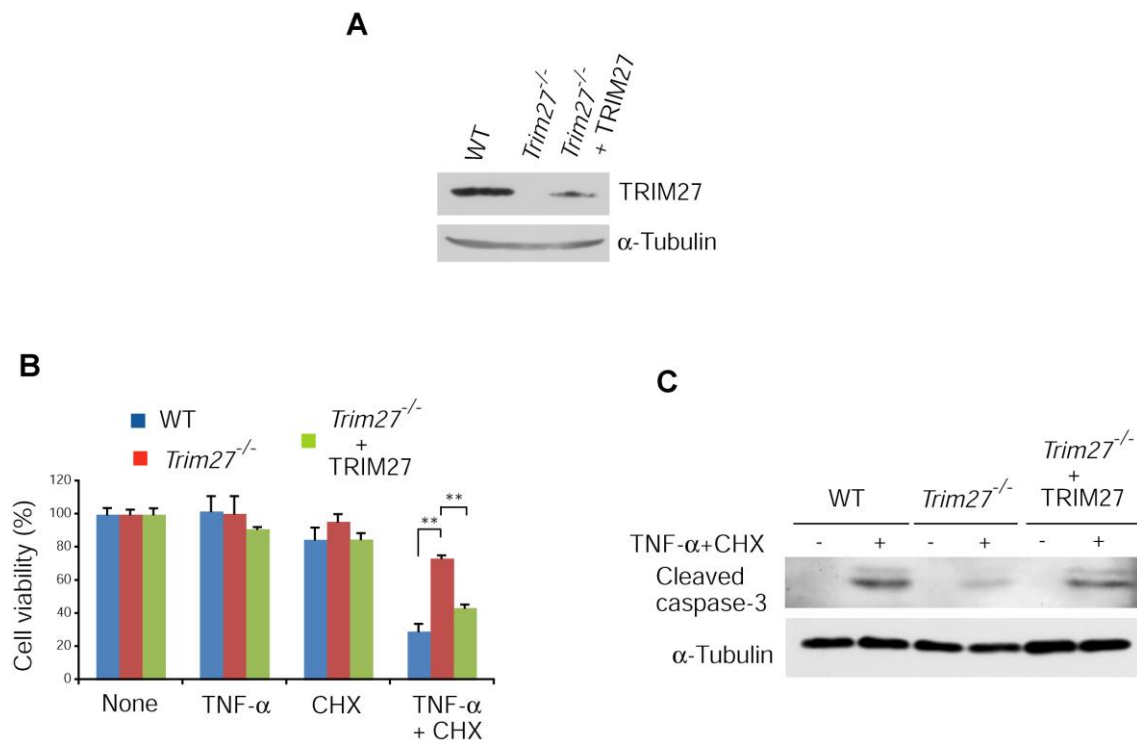 A
WT
Trim27-/-
Trim27-/-
+ TRIM27
TRIM27
α-Tubulin
B
WT
Trim27-/-
Trim27-/-
+
TRIM27
Cell viability (%)
120
100
80
60
40
20
0
** **
None TNF-α CHX TNF-α
+ CHX
C
WT Trim27-/- Trim27-/-
+
TRIM27
TNF-α+CHX - + - + - +
Cleaved
caspase-3
α-Tubulin